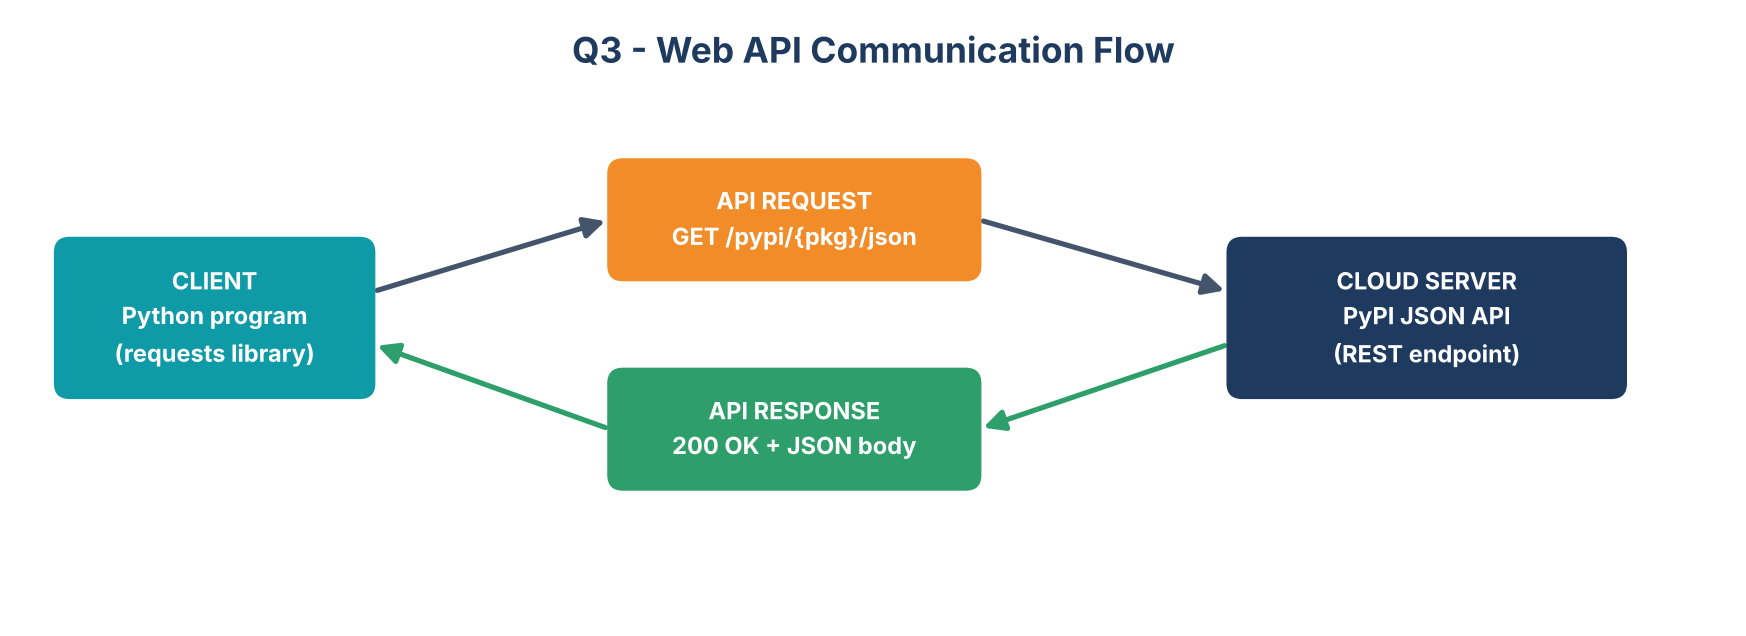 Q3 - Web API Communication Flow
API REQUEST
GET /pypi/{pkg}/json
CLIENT
Python program
(requests library)
CLOUD SERVER
PyPI JSON API
(REST endpoint)
API RESPONSE
200 OK + JSON body